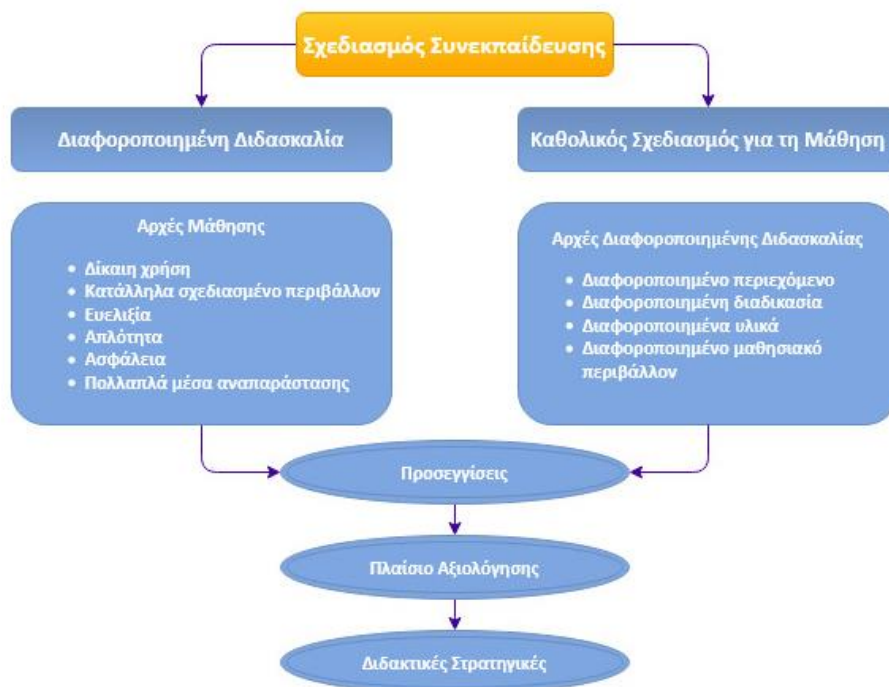 Σχεδιασμός Συνεκπαίδευσης
Διαφοροποιημένη Διδασκαλία
Καθολικός Σχεδιασμός για τη Μάθηση
Αρχές Μάθησης
• Δίκαιη χρήση
• Κατάλληλα σχεδιασμένο περιβάλλον
• Ευελιξία
• Απλότητα
• Ασφάλεια
• Πολλαπλά μέσα αναπαράστασης
Αρχές Διαφοροποιημένης Διδασκαλίας
• Διαφοροποιημένο περιεχόμενο
• Διαφοροποιημένη διαδικασία
• Διαφοροποιημένα υλικά
• Διαφοροποιημένο μαθησιακό
περιβάλλον
Προσεγγίσεις
Πλαίσιο Αξιολόγησης
Διδακτικές Στρατηγικές